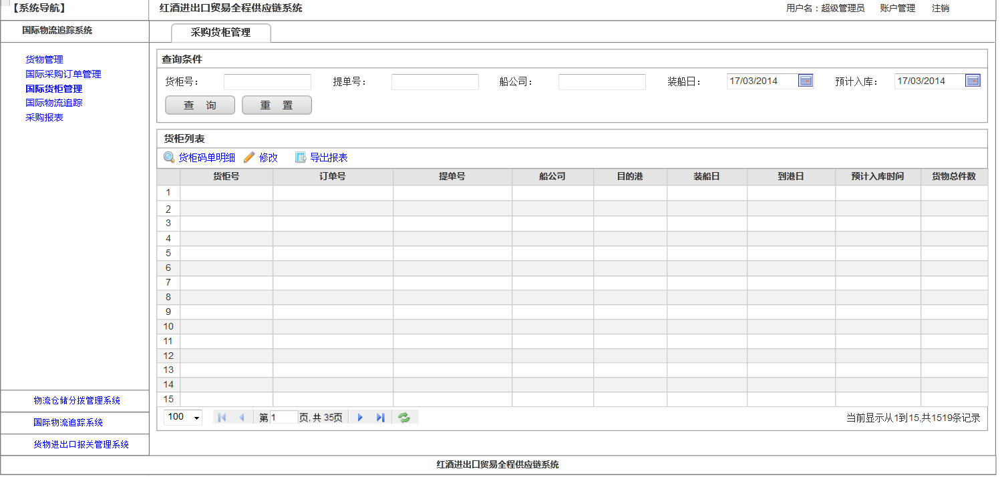 【系统导航】
红酒进出口贸易全程供应链系统
用户名：超级管理员 账户管理 注销
国际物流追踪系统
采购货柜管理
货物管理
国际采购订单管理
国际货柜管理
国际物流追踪
采购报表
查询条件
货柜号： 提单号： 船公司： 装船日： 17/03/2014 预计入库： 17/03/2014
查 询 重 置
货柜列表
货柜码单明细 修改 导出报表
货柜号 订单号 提单号 船公司 目的港 装船日 到港日 预计入库时间 货物总件数
1
2
3
4
5
6
7
8
9
10
11
12
13
14
15
100 第 1 页, 共 35页 当前显示从1到15,共1519条记录
物流仓储分拨管理系统
国际物流追踪系统
货物进出口报关管理系统
红酒进出口贸易全程供应链系统